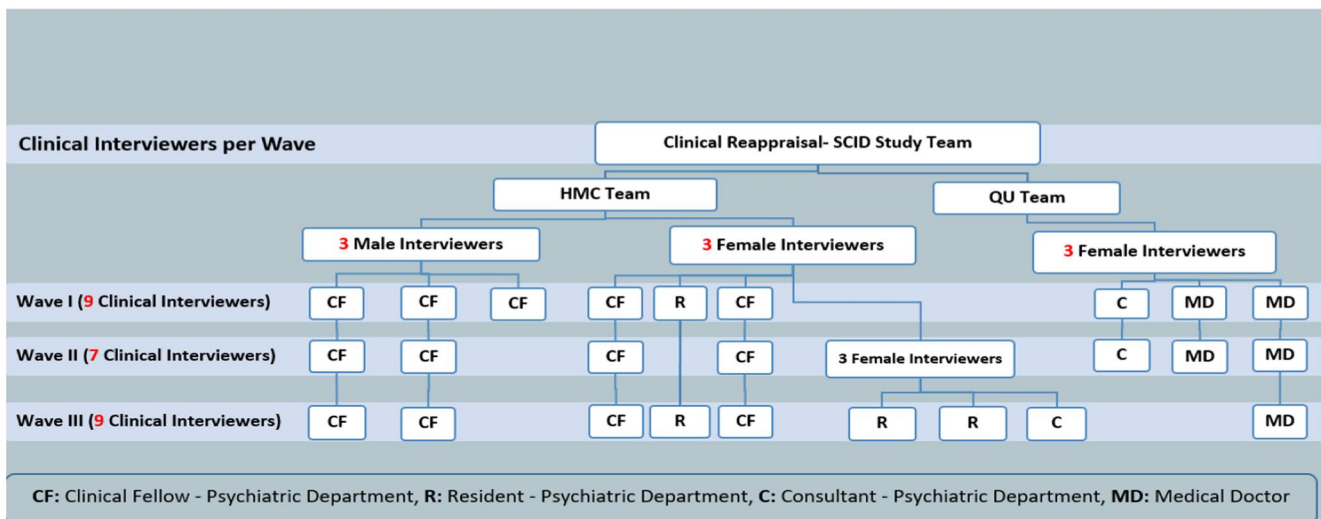 Clinical Interviewers per Wave
Clinical Reappraisal- SCID Study Team
HMC Team
QU Team
3 Male Interviewers
3 Female Interviewers
3 Female Interviewers
Wave I (9 Clinical Interviewers)
CF CF CF CF R CF C MD MD
Wave II (7 Clinical Interviewers)
CF CF CF CF 3 Female Interviewers C MD MD
Wave III (9 Clinical Interviewers)
CF CF CF R CF R R C MD
CF: Clinical Fellow - Psychiatric Department, R: Resident - Psychiatric Department, C: Consultant - Psychiatric Department, MD: Medical Doctor